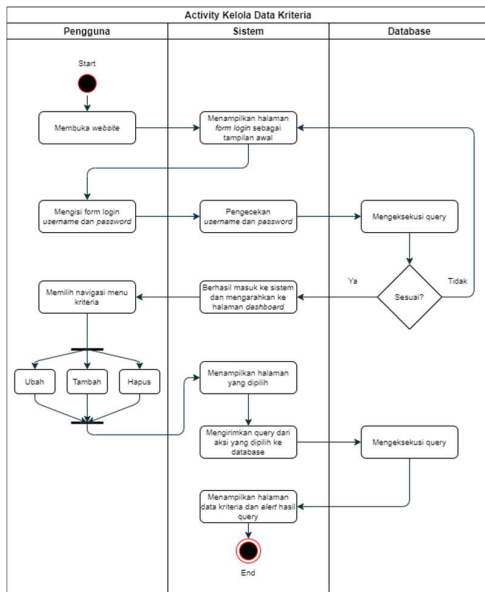 Activity Kelola Data Kriteria
Pengguna
Sistem
Database
Start
Membuka website
Menampilkan halaman
form login sebagai
tampilan awal
Mengisi form login
username dan password
Pengecekan
username dan password
Mengeksekusi query
Sesuai?
Ya
Tidak
Berhasil masuk ke sistem
dan mengarahkan ke
halaman dashboard
Memilih navigasi menu
kriteria
Ubah
Tambah
Hapus
Menampilkan halaman
yang dipilih
Mengirimkan query dari
aksi yang dipilih ke
database
Mengeksekusi query
Menampilkan halaman
data kriteria dan alert hasil
query
End